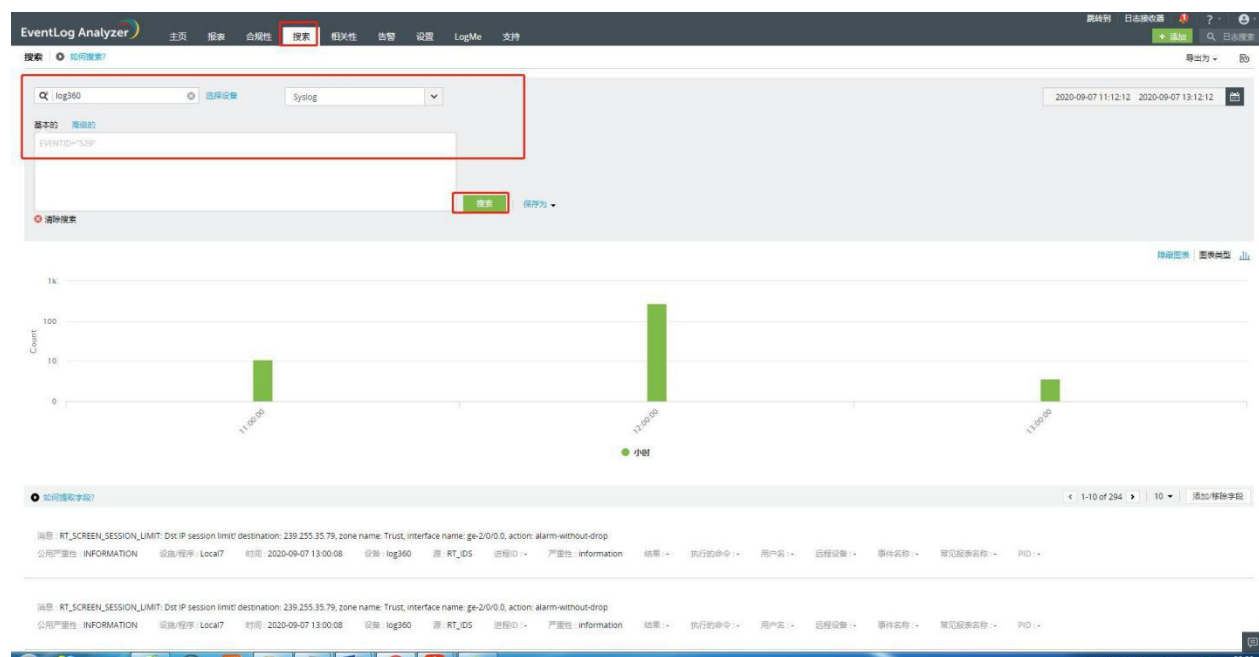 跳转到 日志接收器 ?
EventLog Analyzer 主页 报表 合规性 搜索 相关性 告警 设置 LogMe 支持 + 添加 日志搜索
搜索 如何搜索? 导出为
log360 选择设备 Syslog 2020-09-07 11:12:12 2020-09-07 13:12:12
基本的 高级的
EVENTID="529"
搜索 保存为
清除搜索
隐藏图表 图表类型
1k
100
Count
10
0
11:00:00 12:00:00 13:00:00
小时
如何提取字段? 1-10 of 294 10 添加/移除字段
消息 : RT_SCREEN_SESSION_LIMIT: Dst IP session limit! destination: 239.255.35.79, zone name: Trust, interface name: ge-2/0/0.0, action: alarm-without-drop
公用严重性 : INFORMATION 设施/程序 : Local7 时间 : 2020-09-07 13:00:08 设备 : log360 源 : RT_IDS 进程ID : - 严重性 : information 结果 : - 执行的命令 : - 用户名 : - 远程设备 : - 事件名称 : - 常见报表名称 : - PID : -
消息 : RT_SCREEN_SESSION_LIMIT: Dst IP session limit! destination: 239.255.35.79, zone name: Trust, interface name: ge-2/0/0.0, action: alarm-without-drop
公用严重性 : INFORMATION 设施/程序 : Local7 时间 : 2020-09-07 13:00:08 设备 : log360 源 : RT_IDS 进程ID : - 严重性 : information 结果 : - 执行的命令 : - 用户名 : - 远程设备 : - 事件名称 : - 常见报表名称 : - PID : -